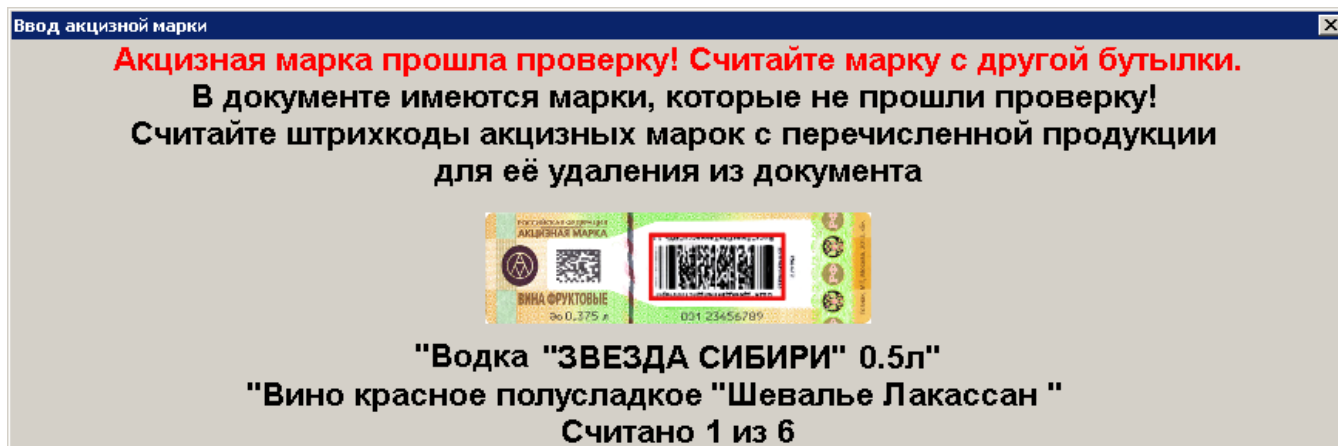 Ввод акцизной марки
Акцизная марка прошла проверку! Считайте марку с другой бутылки.
В документе имеются марки, которые не прошли проверку!
Считайте штрихкоды акцизных марок с перечисленной продукции
для её удаления из документа
РОССИЙСКАЯ ФЕДЕРАЦИЯ
АКЦИЗНАЯ МАРКА
ВИНА ФРУКТОВЫЕ
до 0,375 л
001 23456789
"Водка "ЗВЕЗДА СИБИРИ" 0.5л"
"Вино красное полусладкое "Шевалье Лакассан "
Считано 1 из 6